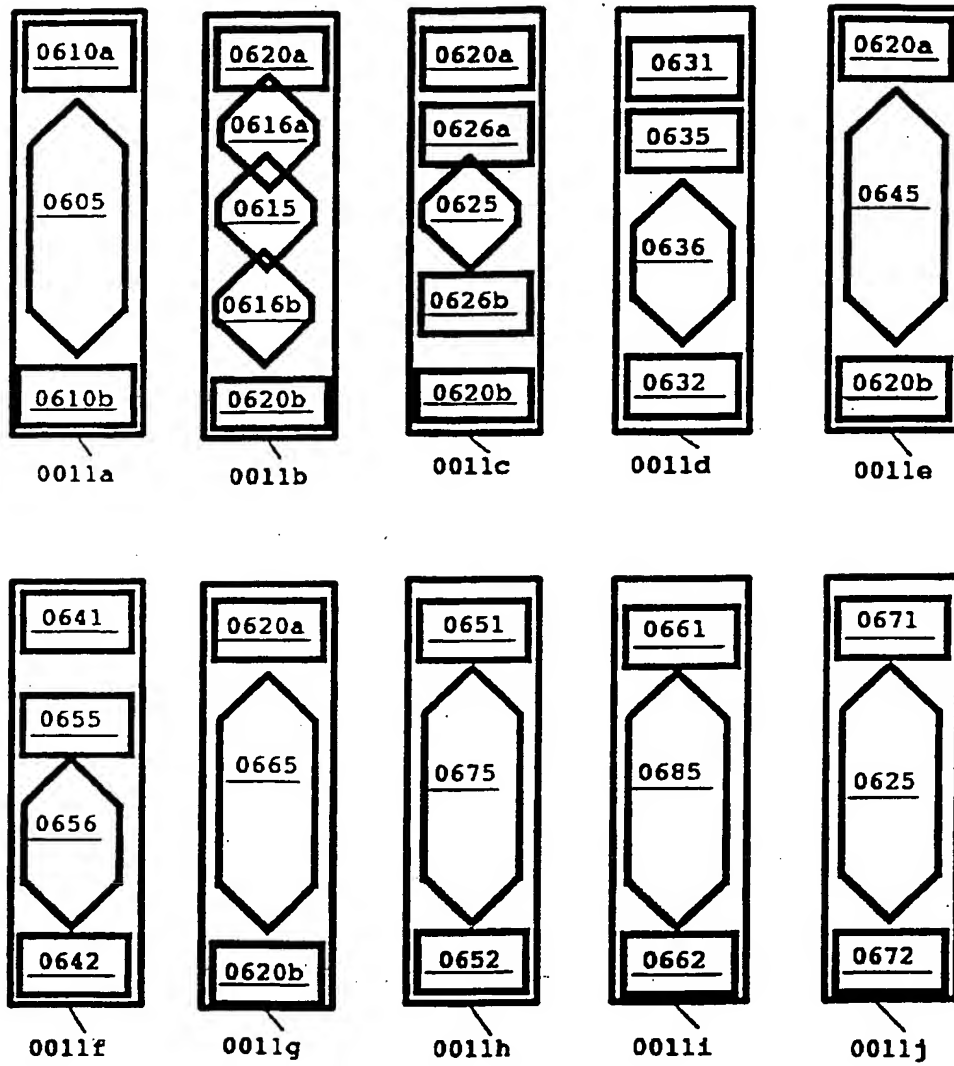 0610a 0620a 0620a 0631 0620a
0616a 0626a 0635
0605 0615 0625 0636 0645
0616b 0626b
0610b 0620b 0620b 0632 0620b
0011a 0011b 0011c 0011d 0011e
0641 0620a 0651 0661 0671
0655
0665 0675 0685 0625
0656
0642 0620b 0652 0662 0672
0011f 0011g 0011h 0011i 0011j